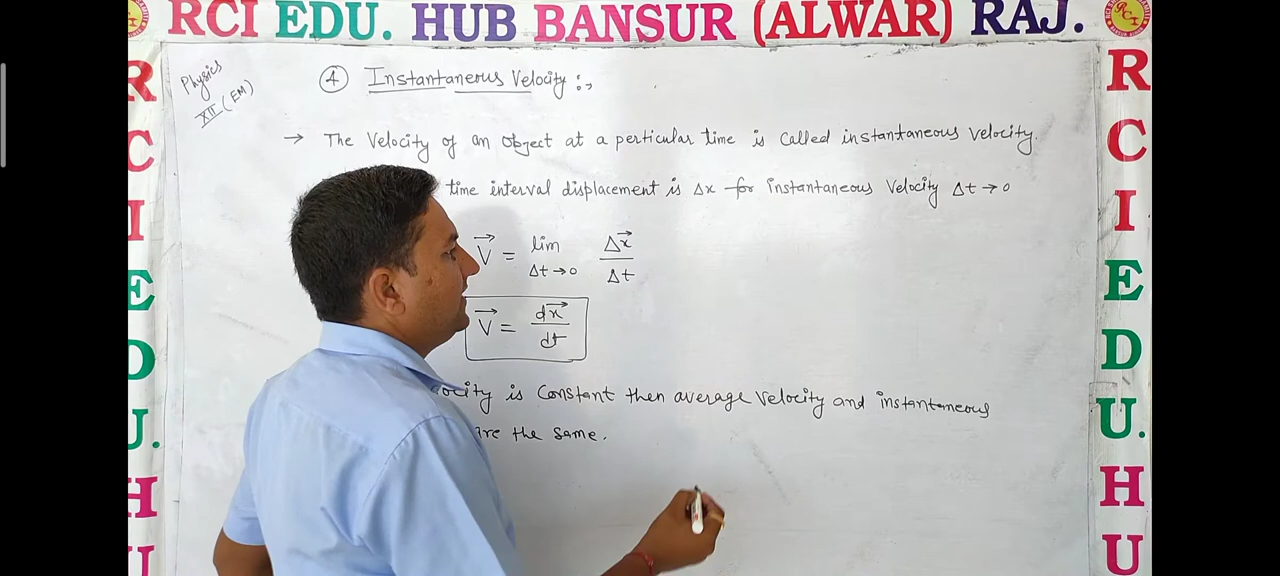 RCI EDU. HUB BANSUR (ALWAR) RAJ.
Physics
XII (EM)
④ Instantaneous Velocity :,
→ The Velocity of an object at a perticular time is called instantaneous velocity.
time interval displacement is Δx for instantaneous velocity Δt → 0
V⃗ = lim Δt→0 Δx⃗/Δt
V⃗ = dx⃗/dt
ocity is constant then average velocity and instantaneous
are the same.
R
C
I
E
D
U.
H
U
R
C
I
E
D
U.
H
U